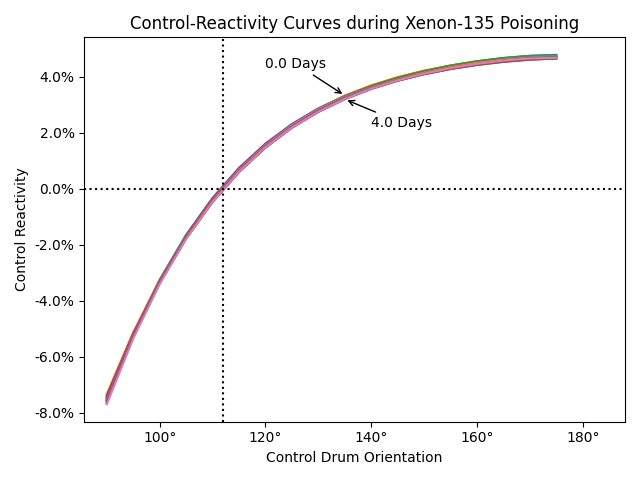 Control-Reactivity Curves during Xenon-135 Poisoning
0.0 Days
4.0 Days
4.0%
2.0%
0.0%
-2.0%
-4.0%
-6.0%
-8.0%
Control Reactivity
100° 120° 140° 160° 180°
Control Drum Orientation